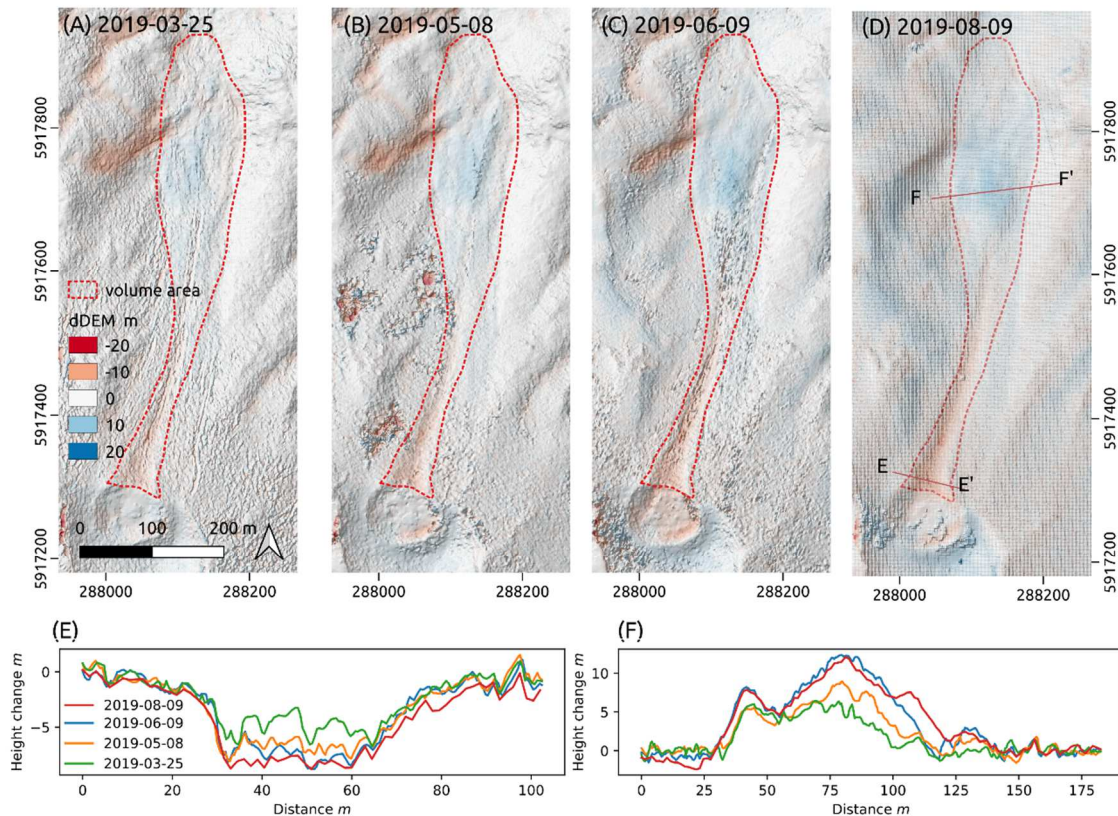 (A) 2019-03-25
(B) 2019-05-08
(C) 2019-06-09
(D) 2019-08-09
5917800
5917600
5917400
5917200
5917800
5917600
5917400
5917200
F
F'
E
E'
volume area
dDEM m
-20
-10
0
10
20
0 100 200 m
288000 288200
288000 288200
288000 288200
288000 288200
(E)
Height change m
0
−5
2019-08-09
2019-06-09
2019-05-08
2019-03-25
0 20 40 60 80 100
Distance m
(F)
Height change m
10
5
0
0 25 50 75 100 125 150 175
Distance m